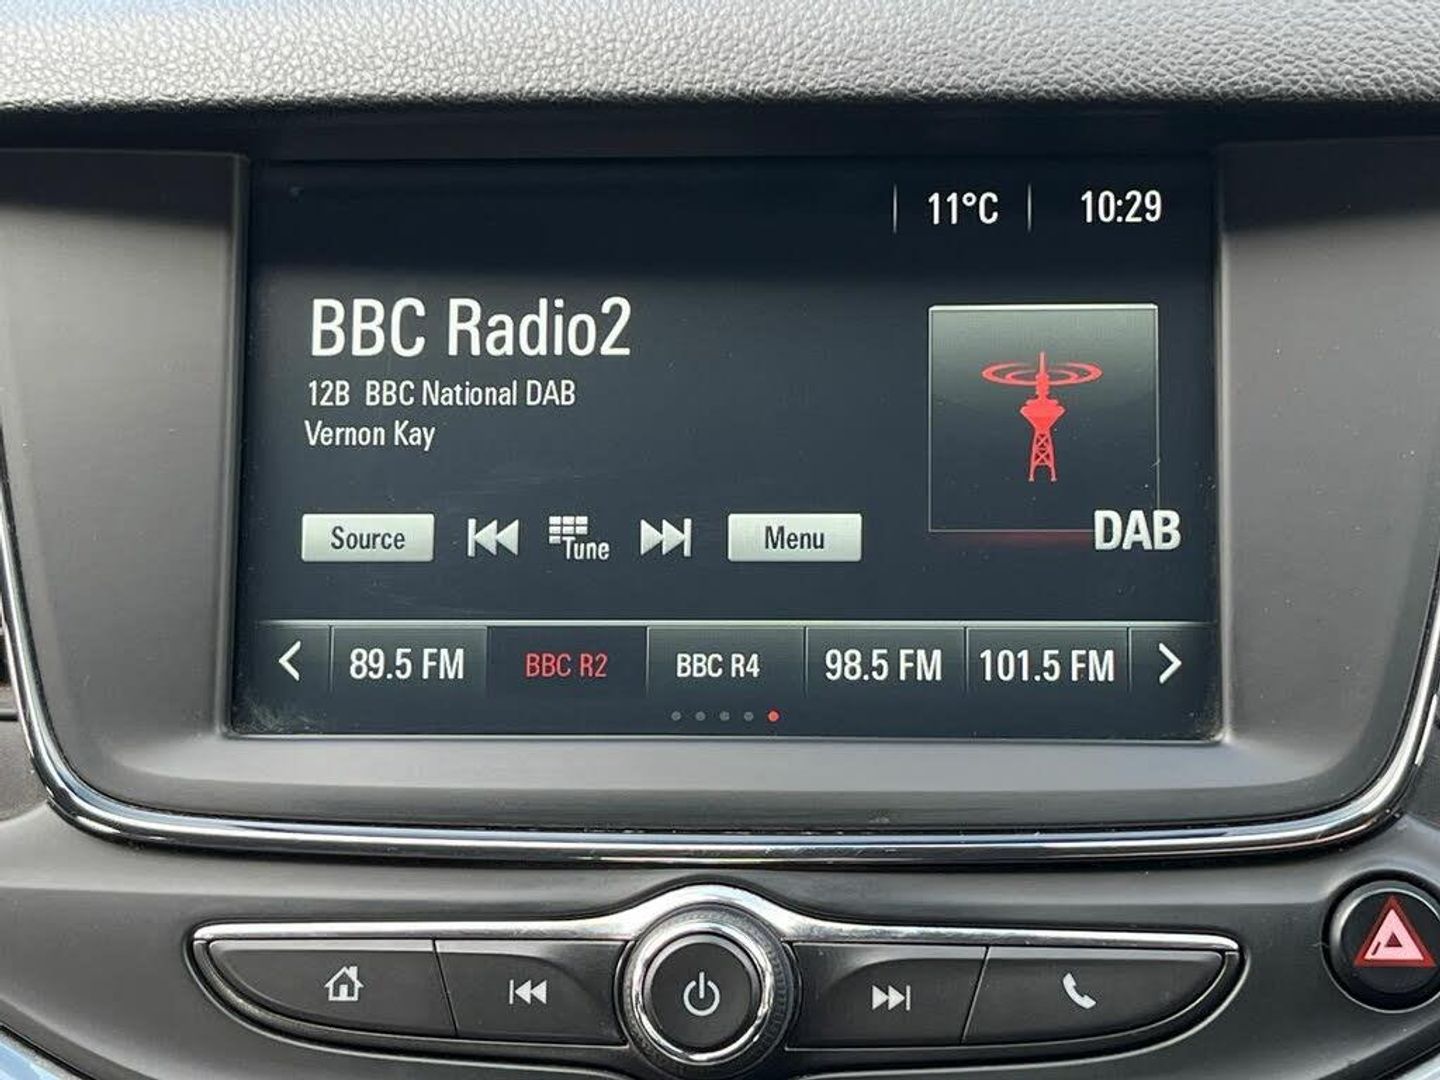 11°C 10:29
BBC Radio2
12B BBC National DAB
Vernon Kay
Source Tune Menu
DAB
89.5 FM BBC R2 BBC R4 98.5 FM 101.5 FM